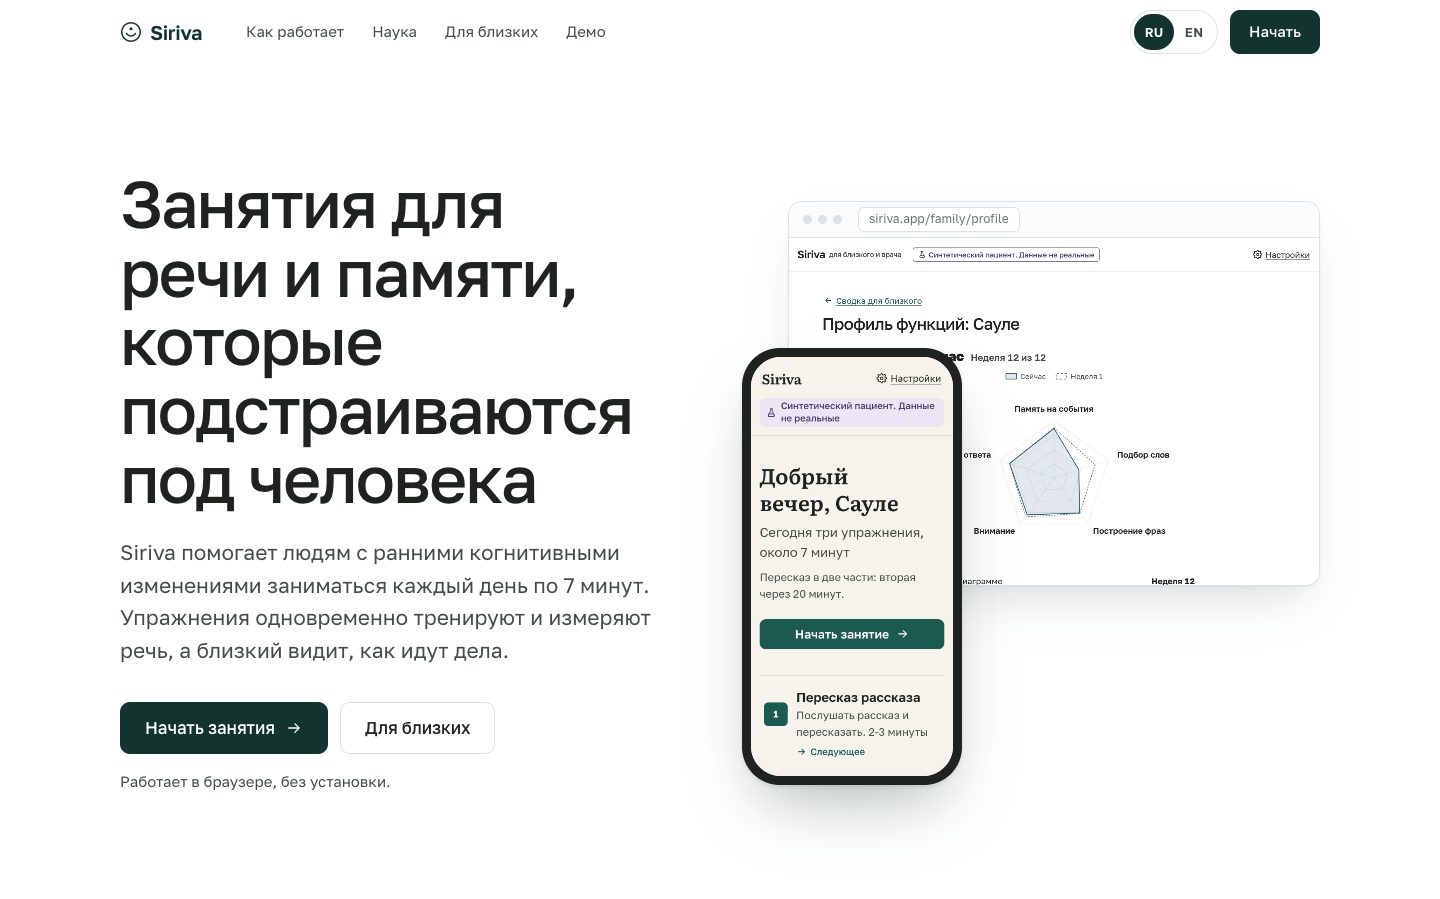 Siriva
Как работает
Наука
Для близких
Демо
RU
EN
Начать
Занятия для
речи и памяти,
которые
подстраиваются
под человека
Siriva помогает людям с ранними когнитивными
изменениями заниматься каждый день по 7 минут.
Упражнения одновременно тренируют и измеряют
речь, а близкий видит, как идут дела.
Начать занятия →
Для близких
Работает в браузере, без установки.
siriva.app/family/profile
Siriva для близкого и врача
Синтетический пациент. Данные не реальные
Настройки
← Сводка для близкого
Профиль функций: Сауле
Неделя 12 из 12
Сейчас
Неделя 1
Память на события
ответа
Подбор слов
Внимание
Построение фраз
Неделя 12
Siriva
Настройки
Синтетический пациент. Данные
не реальные
Добрый
вечер, Сауле
Сегодня три упражнения,
около 7 минут
Пересказ в две части: вторая
через 20 минут.
Начать занятие →
1
Пересказ рассказа
Послушать рассказ и
пересказать. 2-3 минуты
→ Следующее